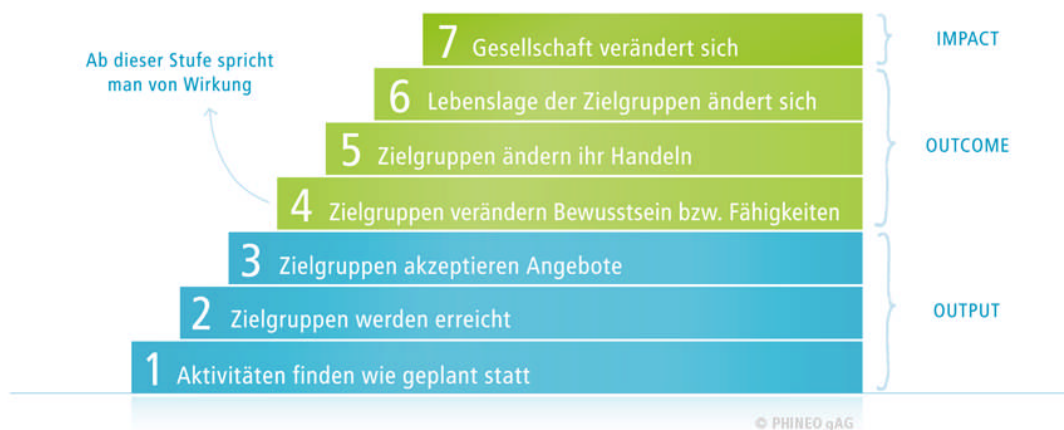 7 Gesellschaft verändert sich
IMPACT
Ab dieser Stufe spricht
man von Wirkung
6 Lebenslage der Zielgruppen ändert sich
5 Zielgruppen ändern ihr Handeln
OUTCOME
4 Zielgruppen verändern Bewusstsein bzw. Fähigkeiten
3 Zielgruppen akzeptieren Angebote
2 Zielgruppen werden erreicht
OUTPUT
1 Aktivitäten finden wie geplant statt
© PHINEO gAG